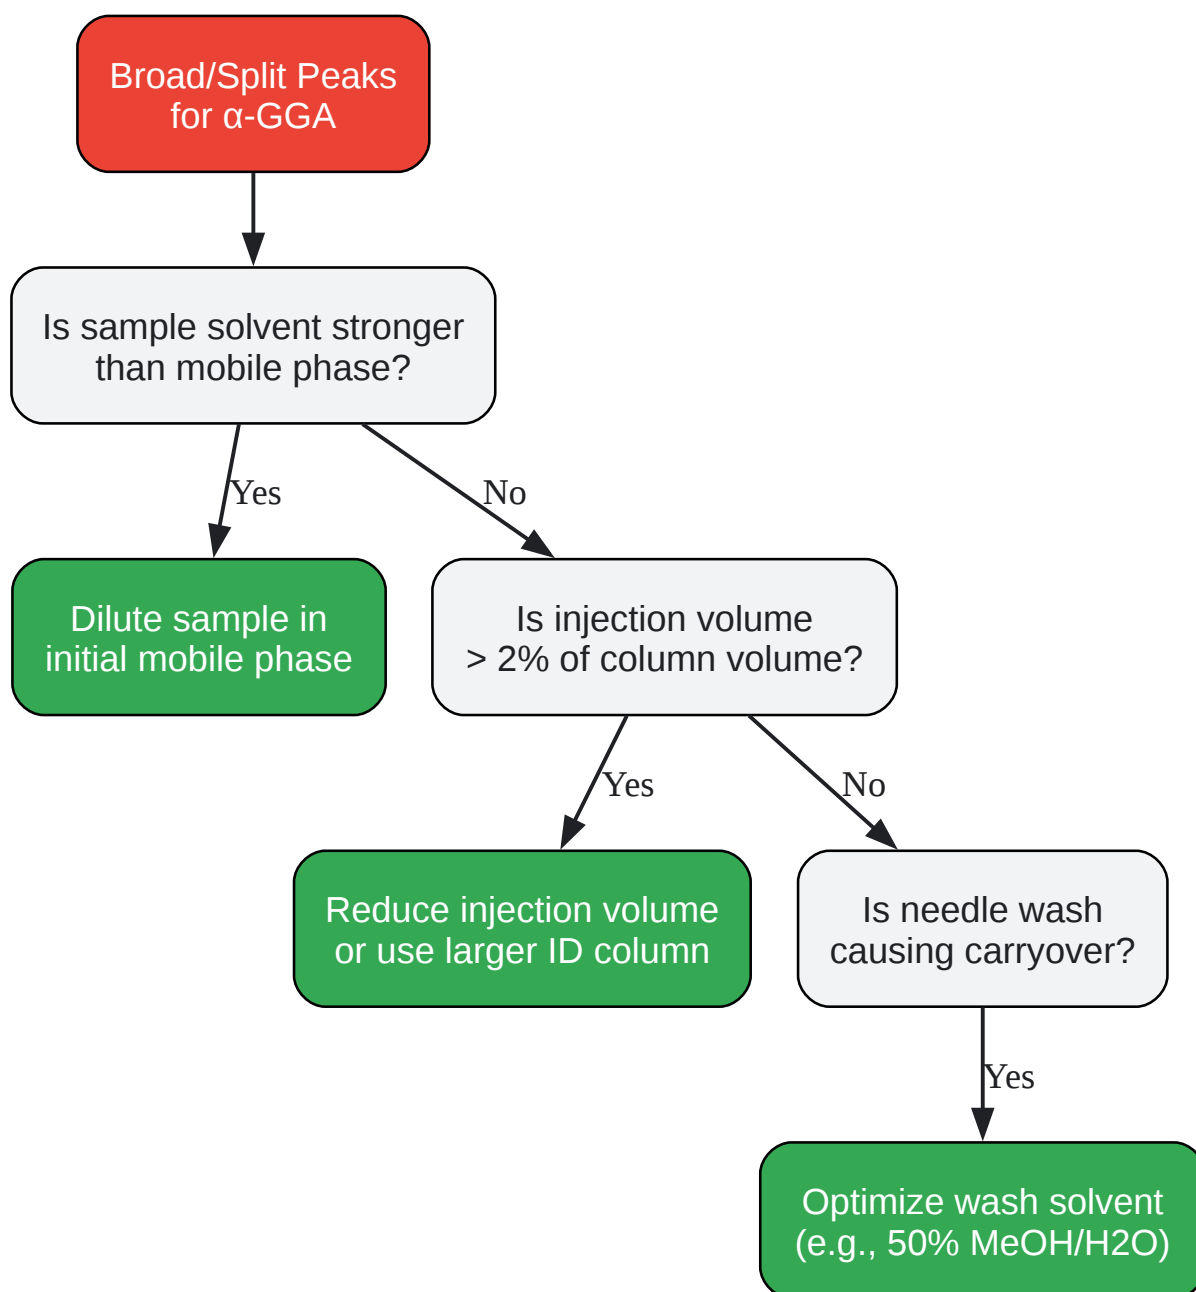 Broad/Split Peaks
for α-GGA
Is sample solvent stronger
than mobile phase?
Yes
No
Dilute sample in
initial mobile phase
Is injection volume
> 2% of column volume?
Yes
No
Reduce injection volume
or use larger ID column
Is needle wash
causing carryover?
Yes
Optimize wash solvent
(e.g., 50% MeOH/H2O)